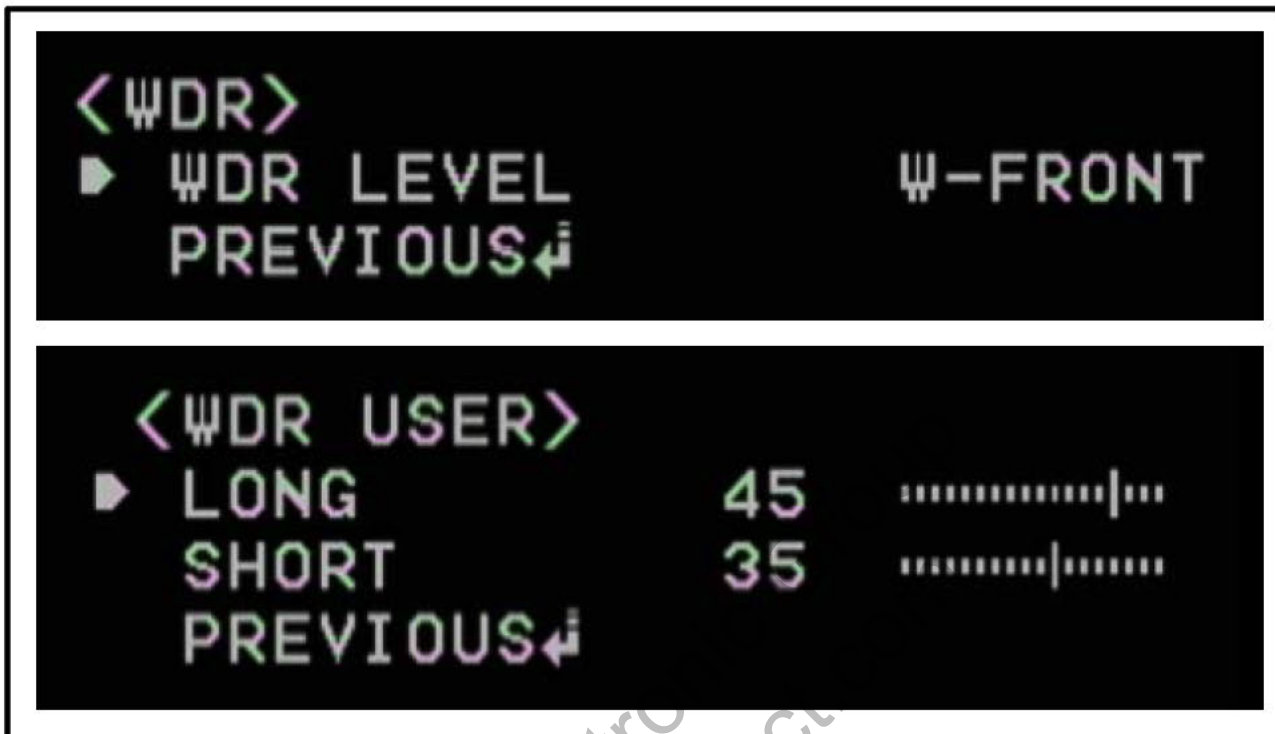 <WDR>
WDR LEVEL W-FRONT
PREVIOUS↲
<WDR USER>
LONG 45
SHORT 35
PREVIOUS↲